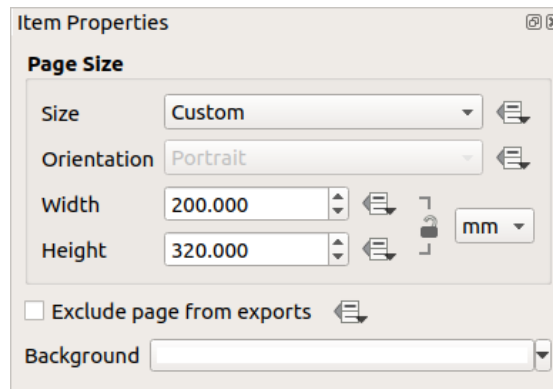 Item Properties
Page Size
Size Custom
Orientation Portrait
Width 200.000
mm
Height 320.000
Exclude page from exports
Background